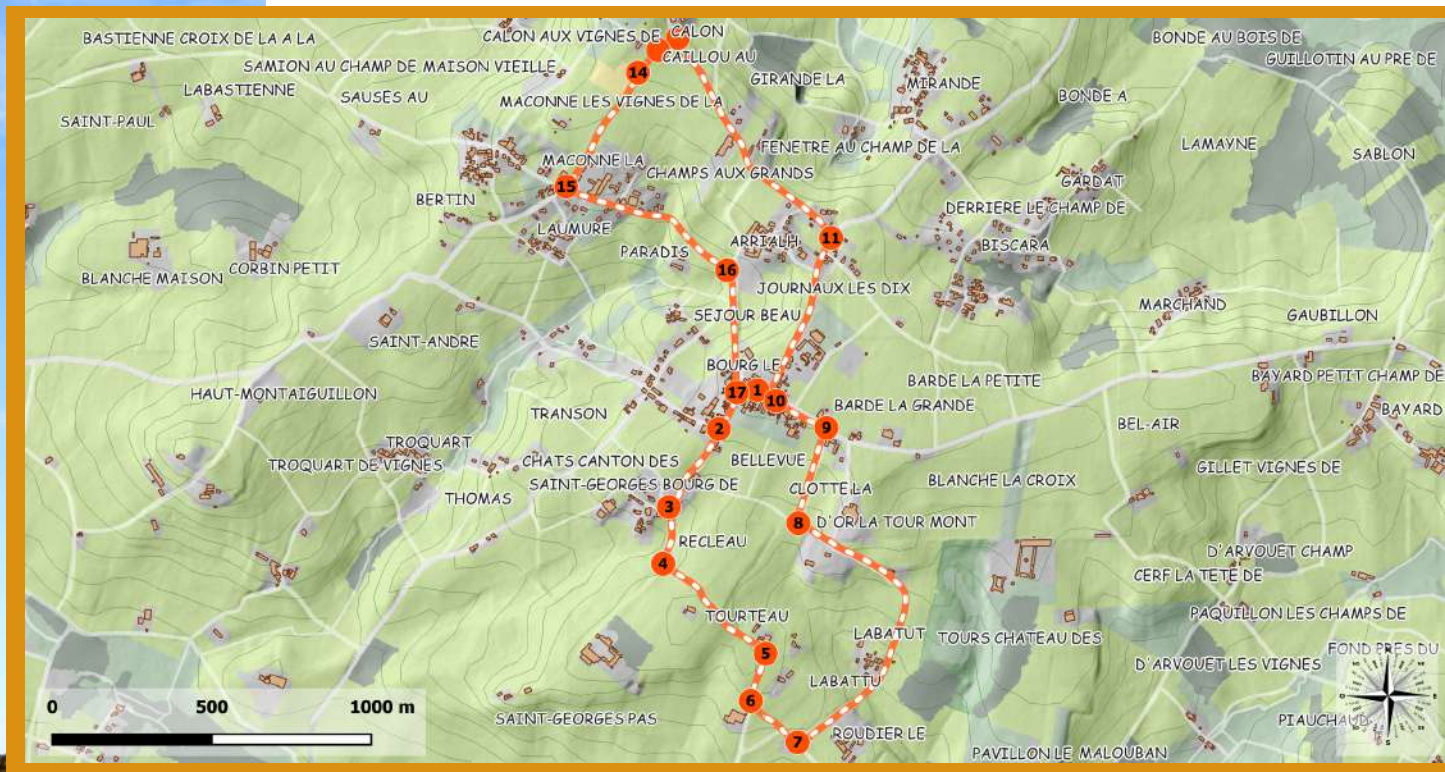 BASTIENNE CROIX DE LA A LA
CALON AUX VIGNES DE
CALON
BONDE AU BOIS DE
CAILLOU AU
GUILLOTIN AU PRE DE
SAMION AU CHAMP DE MAISON VIEILLE
14
GIRANDE LA
MIRANDE
LABASTIENNE
SAUSES AU
MACONNE LES VIGNES DE LA
BONDE A
SAINT-PAUL
LAMAYNE
FENETRE AU CHAMP DE LA
SABLON
MACONNE LA
CHAMPS AUX GRANDS
GARDAT
15
BERTIN
DERRIERE LE CHAMP DE
LAUMURE
ARRIALH
11
BISCARA
PARADIS
BLANCHE MAISON
CORBIN PETIT
16
JOURNAUX LES DIX
MARCHAND
SEJOUR BEAU
GAUBILLON
SAINT-ANDRE
BOURG LE
BARDE LA PETITE
BAYARD PETIT CHAMP DE
HAUT-MONTAIGUILLON
17
1
10
BARDE LA GRANDE
BAYARD
TRANSON
2
9
BEL-AIR
TROQUART
TROQUART DE VIGNES
CHATS CANTON DES
BELLEVUE
GILLET VIGNES DE
SAINT-GEORGES BOURG DE
CLOTTE LA
BLANCHE LA CROIX
THOMAS
3
8
D'OR LA TOUR MONT
RECLEAU
D'ARVOUET CHAMP
4
CERF LA TETE DE
TOURTEAU
PAQUILLON LES CHAMPS DE
LABATUT
TOURS CHATEAU DES
5
FOND PRES DU
D'ARVOUET LES VIGNES
LABATTU
6
0 500 1000 m
SAINT-GEORGES PAS
ROUDIER LE
7
PAVILLON LE MALOUBAN